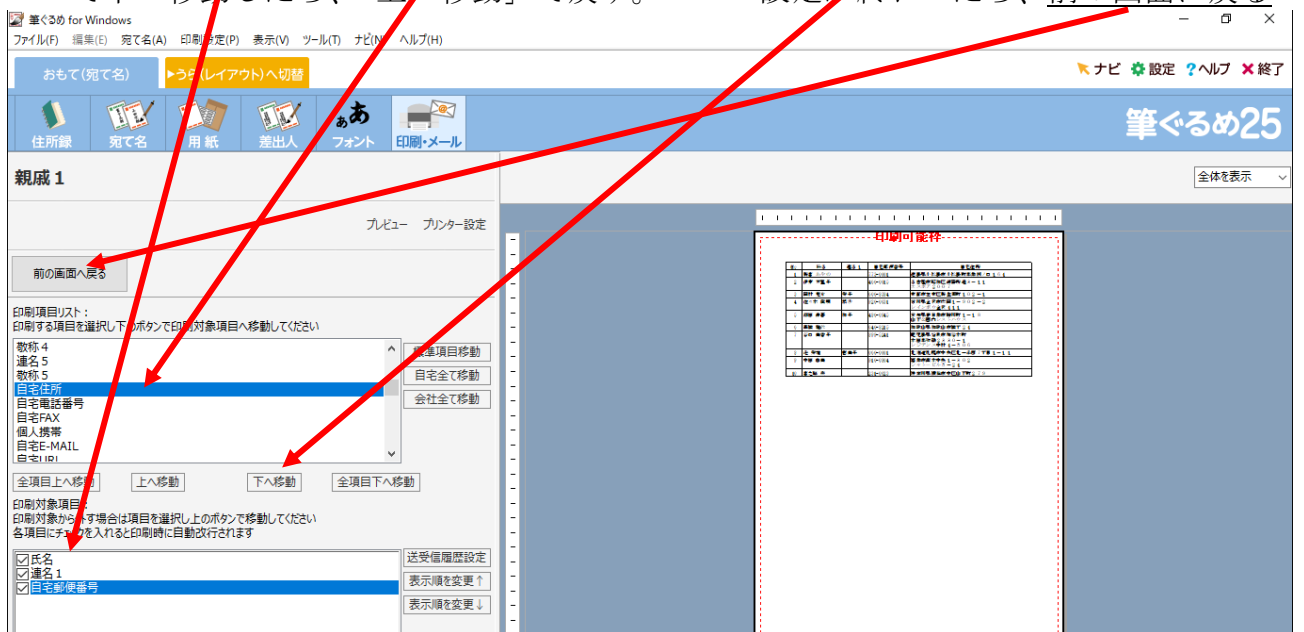 移動したら、「上へ移動」で戻す。 設定が終わったら、前の画面に戻る
筆ぐるめ for Windows
ファイル(F) 編集(E) 宛て名(A) 印刷設定(P) 表示(V) ツール(T) ナビ(N) ヘルプ(H)
おもて(宛て名) ▶うら(レイアウト)へ切替 ナビ 設定 ?ヘルプ ×終了
住所録 宛て名 用紙 差出人 フォント 印刷・メール 筆ぐるめ25
親戚１ 全体を表示
プレビュー プリンター設定
印刷可能枠
前の画面へ戻る
印刷項目リスト：
印刷する項目を選択し下のボタンで印刷対象項目へ移動してください
敬称４
連名５
敬称５
自宅住所
自宅電話番号
自宅FAX
個人携帯
自宅E-MAIL
自宅URL
標準項目移動
自宅全て移動
会社全て移動
全項目上へ移動 上へ移動 下へ移動 全項目下へ移動
印刷対象項目：
印刷対象から外す場合は項目を選択し上のボタンで移動してください
各項目にチェックを入れると印刷時に自動改行されます
氏名
連名１
自宅郵便番号
送受信履歴設定
表示順を変更↑
表示順を変更↓